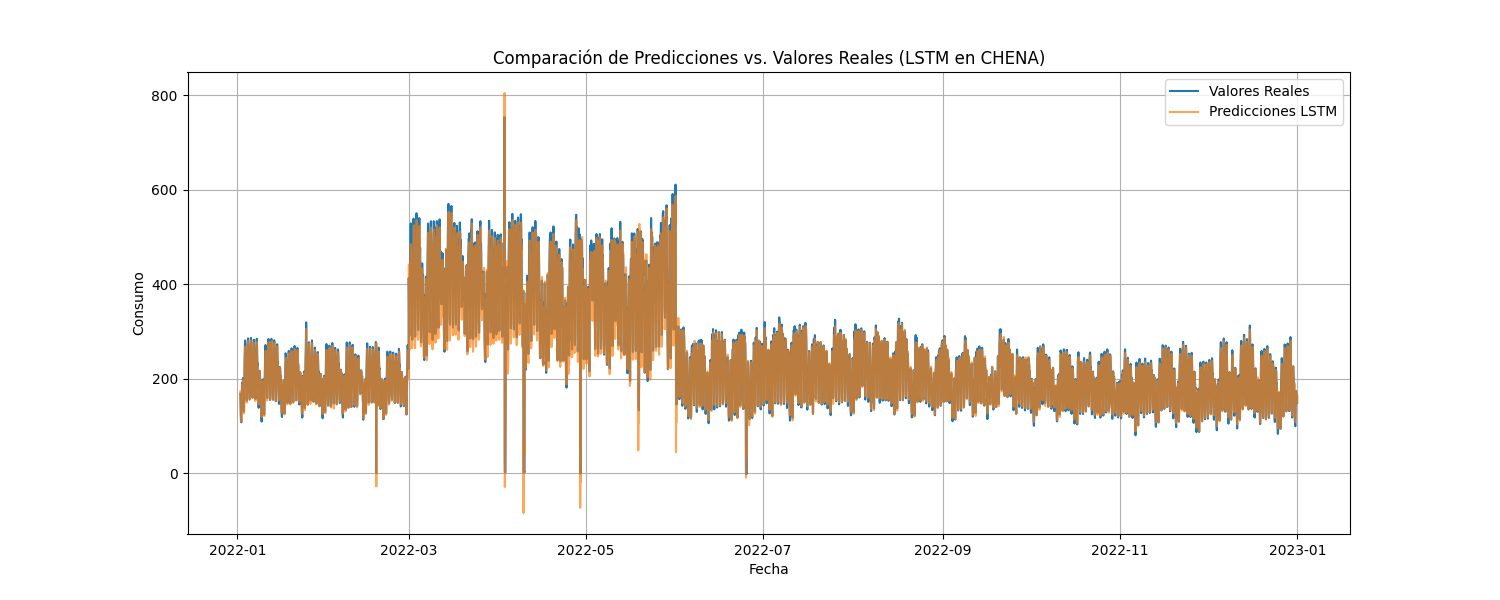 Comparación de Predicciones vs. Valores Reales (LSTM en CHENA)
Valores Reales
Predicciones LSTM
800
600
400
200
0
Consumo
2022-01
2022-03
2022-05
2022-07
2022-09
2022-11
2023-01
Fecha